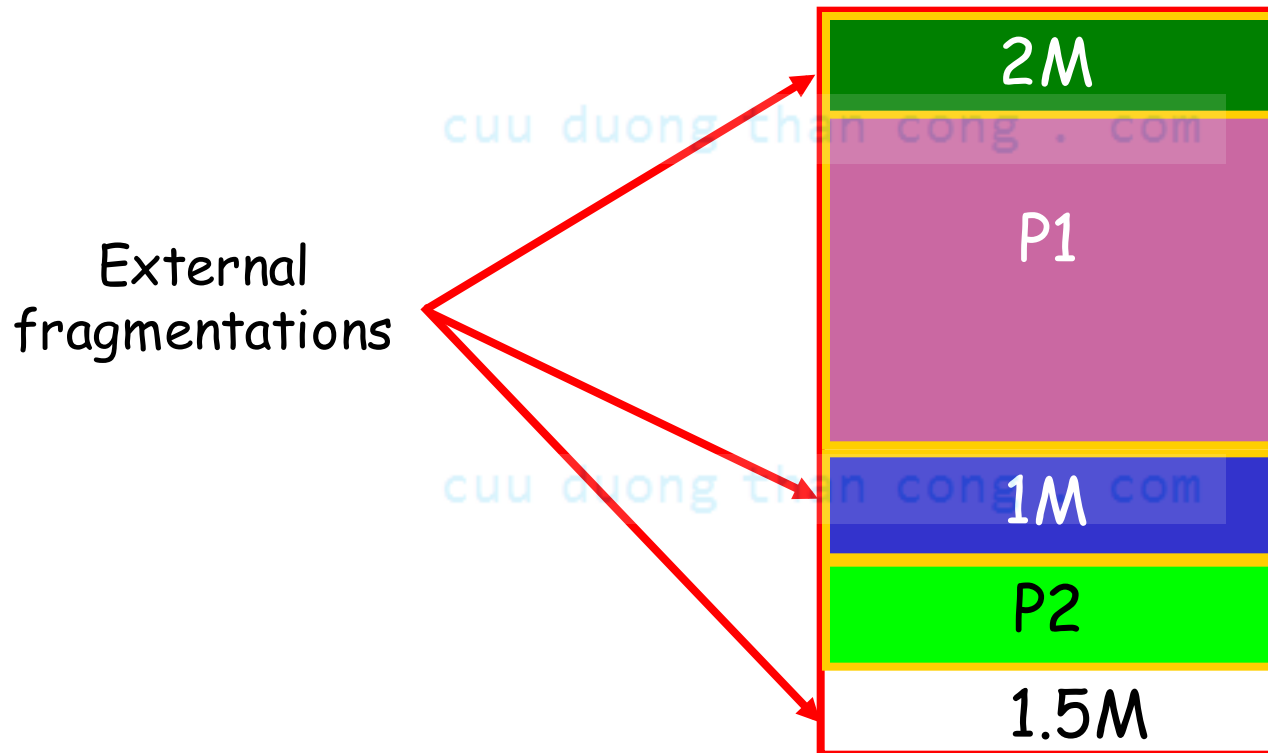 2M
cuu duong than cong . com
P1
External
fragmentations
cuu duong than cong . com
1M
P2
1.5M